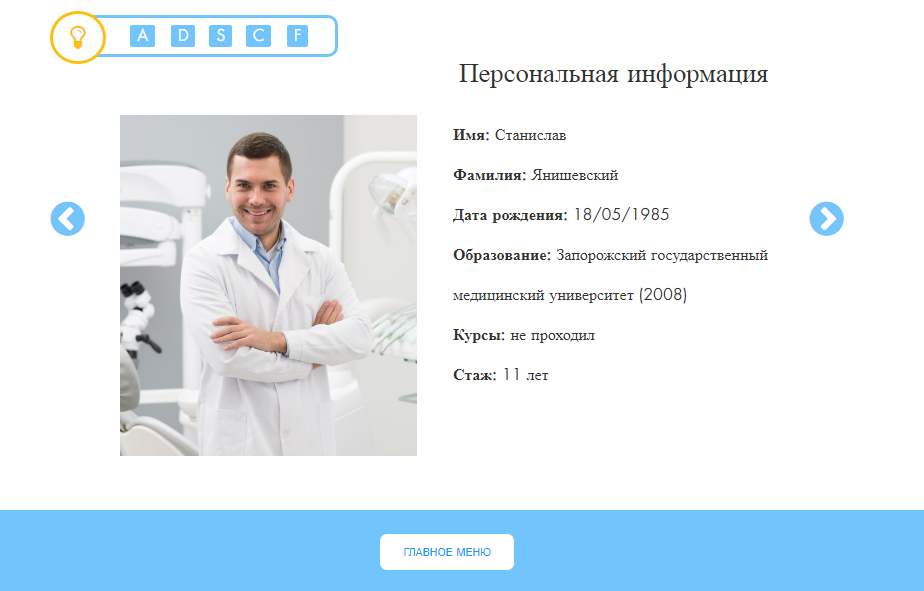 A D S C F
Персональная информация
Имя: Станислав
Фамилия: Янишевский
Дата рождения: 18/05/1985
Образование: Запорожский государственный
медицинский университет (2008)
Курсы: не проходил
Стаж: 11 лет
ГЛАВНОЕ МЕНЮ